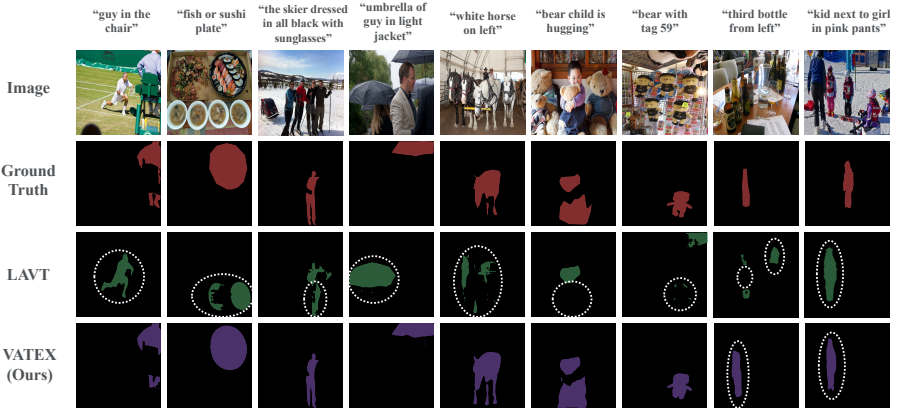 “guy in the
chair”
“fish or sushi
plate”
“the skier dressed
in all black with
sunglasses”
“umbrella of
guy in light
jacket”
“white horse
on left”
“bear child is
hugging”
“bear with
tag 59”
“third bottle
from left”
“kid next to girl
in pink pants”
Image
Ground
Truth
LAVT
VATEX
(Ours)